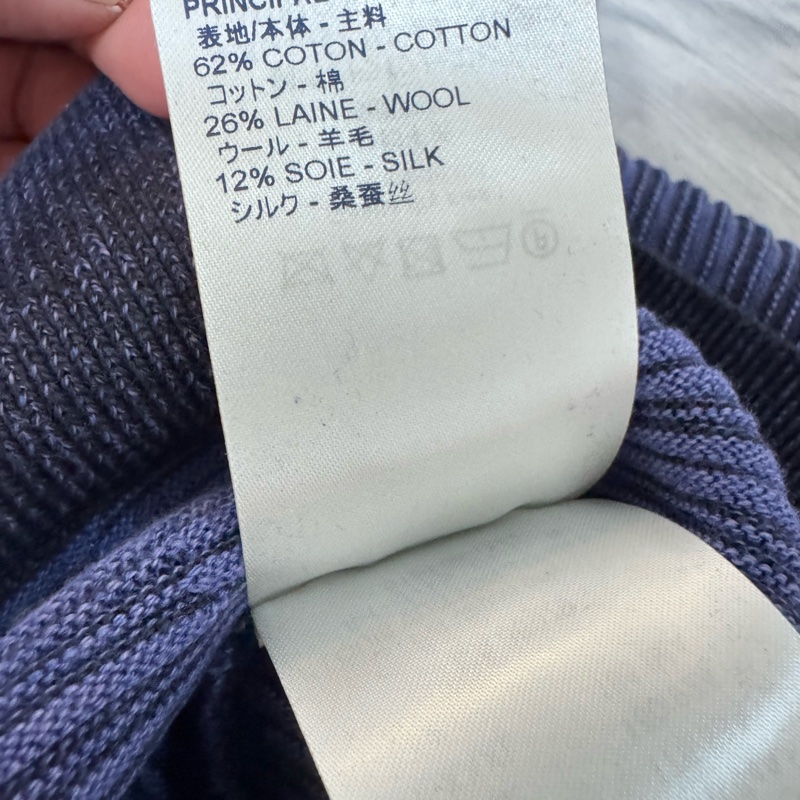 表地/本体 - 主料
62% COTON - COTTON
コットン - 棉
26% LAINE - WOOL
ウール - 羊毛
12% SOIE - SILK
シルク - 桑蚕丝